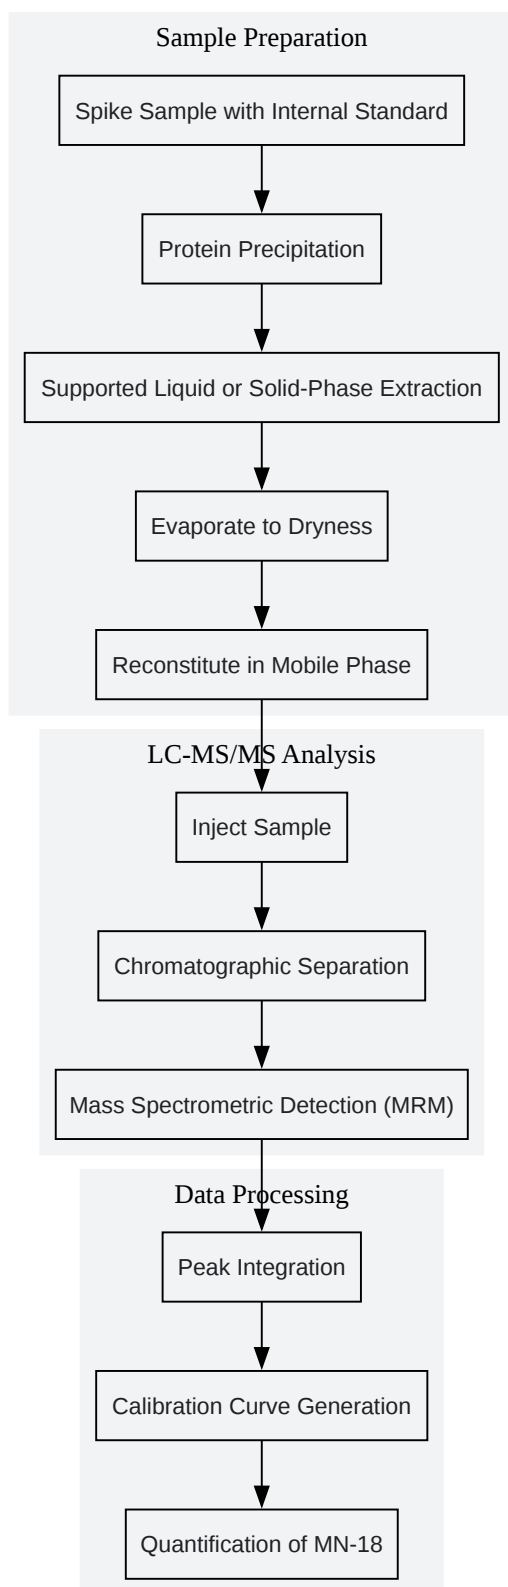 Sample Preparation
Spike Sample with Internal Standard
Protein Precipitation
Supported Liquid or Solid-Phase Extraction
Evaporate to Dryness
Reconstitute in Mobile Phase
LC-MS/MS Analysis
Inject Sample
Chromatographic Separation
Mass Spectrometric Detection (MRM)
Data Processing
Peak Integration
Calibration Curve Generation
Quantification of MN-18